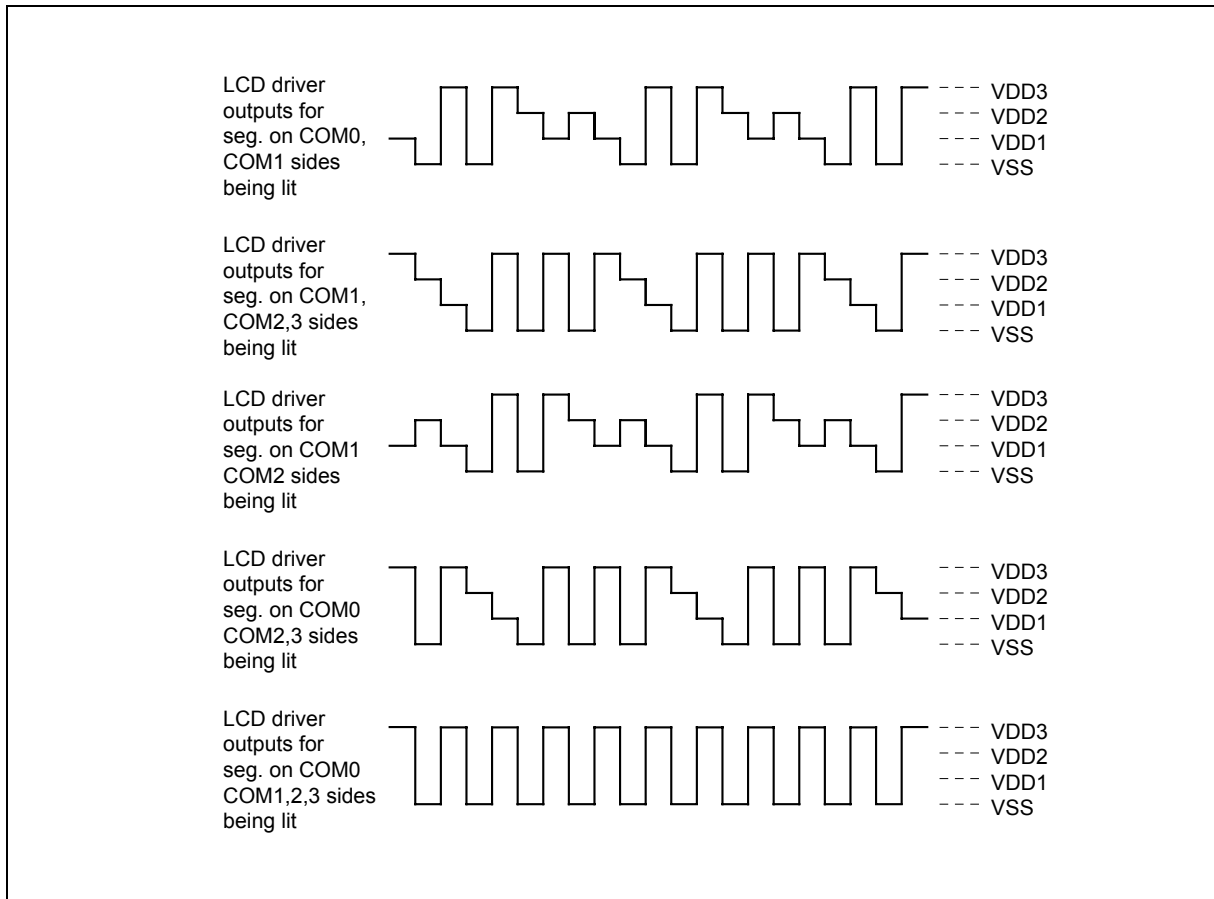 LCD driver
outputs for
seg. on COM0,
COM1 sides
being lit
VDD3
VDD2
VDD1
VSS
LCD driver
outputs for
seg. on COM1,
COM2,3 sides
being lit
VDD3
VDD2
VDD1
VSS
LCD driver
outputs for
seg. on COM1
COM2 sides
being lit
VDD3
VDD2
VDD1
VSS
LCD driver
outputs for
seg. on COM0
COM2,3 sides
being lit
VDD3
VDD2
VDD1
VSS
LCD driver
outputs for
seg. on COM0
COM1,2,3 sides
being lit
VDD3
VDD2
VDD1
VSS